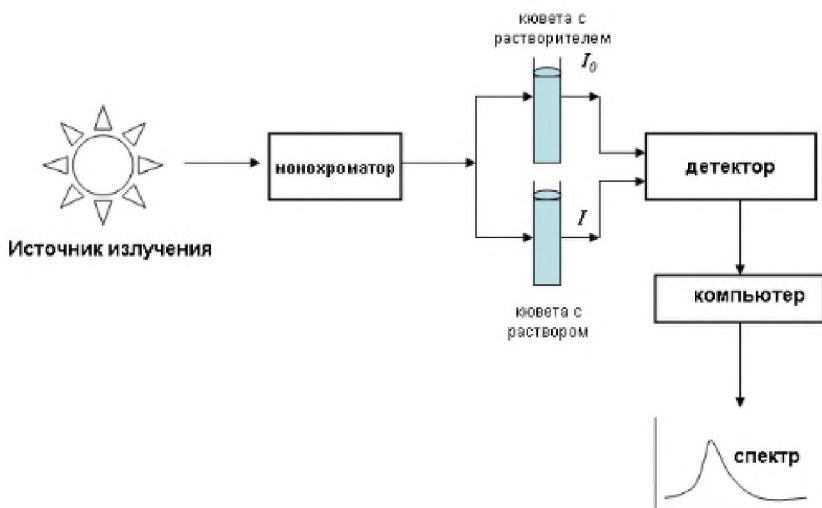 кювета с
растворителем
I₀
нонохроматор
детектор
I
Источник излучения
компьютер
кювета с
раствором
спектр